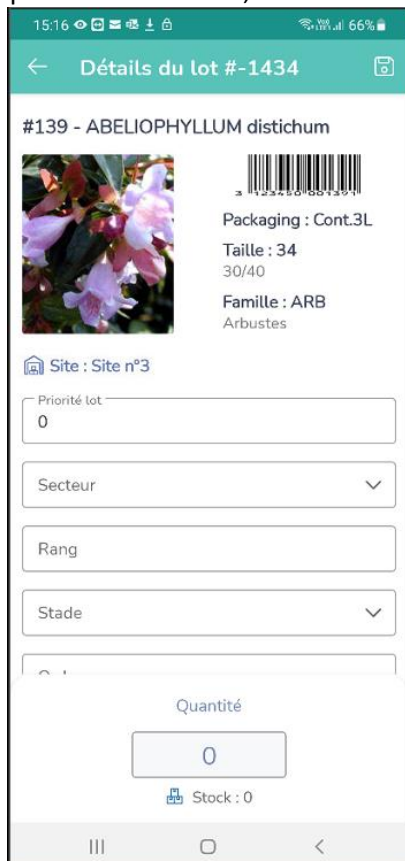 15:16 66%
Détails du lot #-1434
#139 - ABELIOPHYLLUM distichum
3 123450 001391
Packaging : Cont.3L
Taille : 34
30/40
Famille : ARB
Arbustes
Site : Site n°3
Priorité lot
0
Secteur
Rang
Stade
Quantité
0
Stock : 0